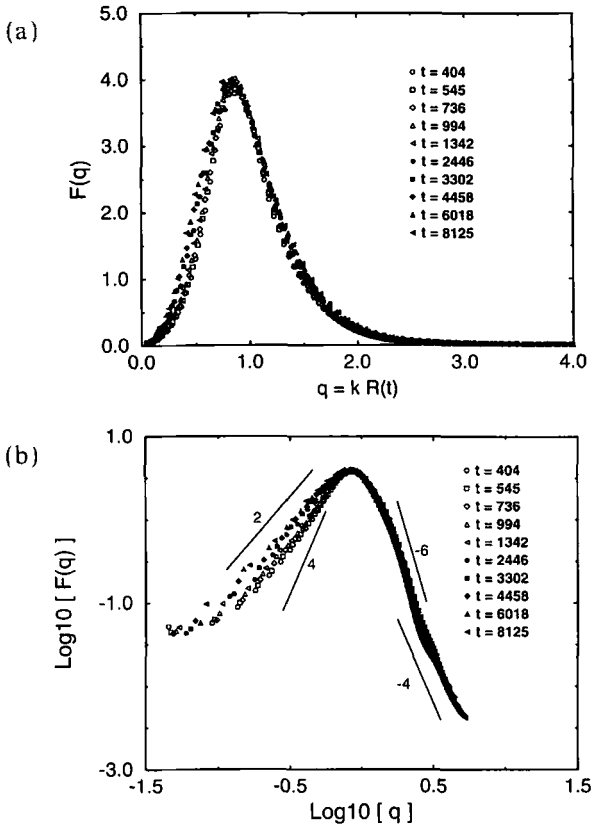 (a)
5.0
4.0
3.0
2.0
1.0
0.0
F(q)
t = 404
t = 545
t = 736
t = 994
t = 1342
t = 2446
t = 3302
t = 4458
t = 6018
t = 8125
0.0 1.0 2.0 3.0 4.0
q = k R(t)
(b)
1.0
-1.0
-3.0
Log10 [ F(q) ]
2
4
-6
-4
t = 404
t = 545
t = 736
t = 994
t = 1342
t = 2446
t = 3302
t = 4458
t = 6018
t = 8125
-1.5 -0.5 0.5 1.5
Log10 [ q ]